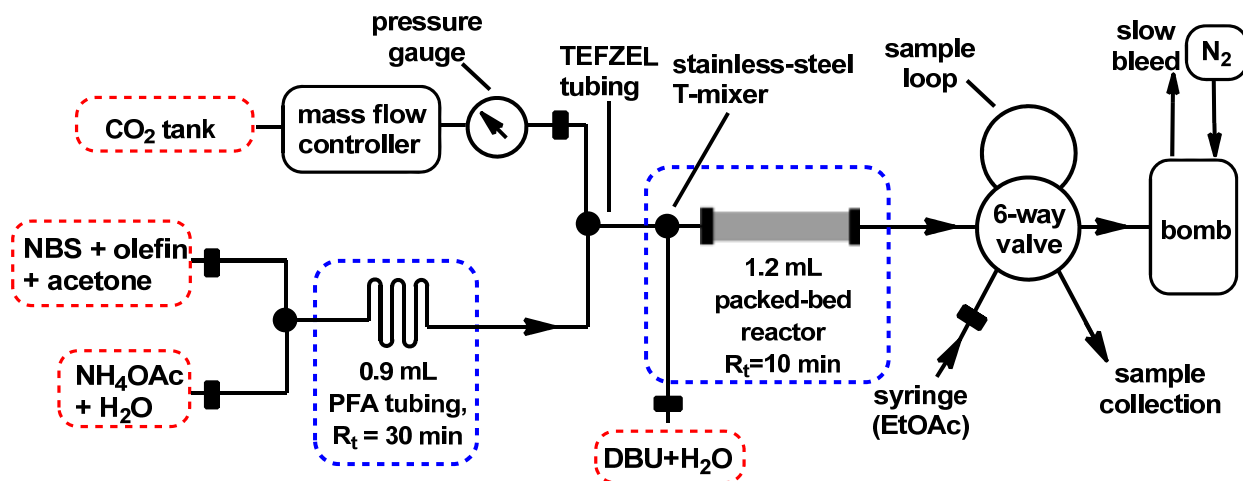 pressure
gauge
TEFZEL
tubing
stainless-steel
T-mixer
sample
loop
slow
bleed
N2
CO2 tank
mass flow
controller
NBS + olefin
+ acetone
NH4OAc
+ H2O
0.9 mL
PFA tubing,
Rt = 30 min
1.2 mL
packed-bed
reactor
Rt=10 min
DBU+H2O
6-way
valve
bomb
syringe
(EtOAc)
sample
collection